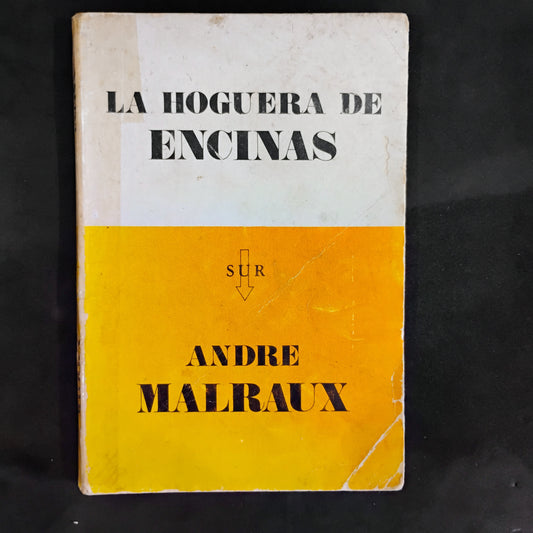 LA HOGUERA DE
ENCINAS
SUR
ANDRE
MALRAUX